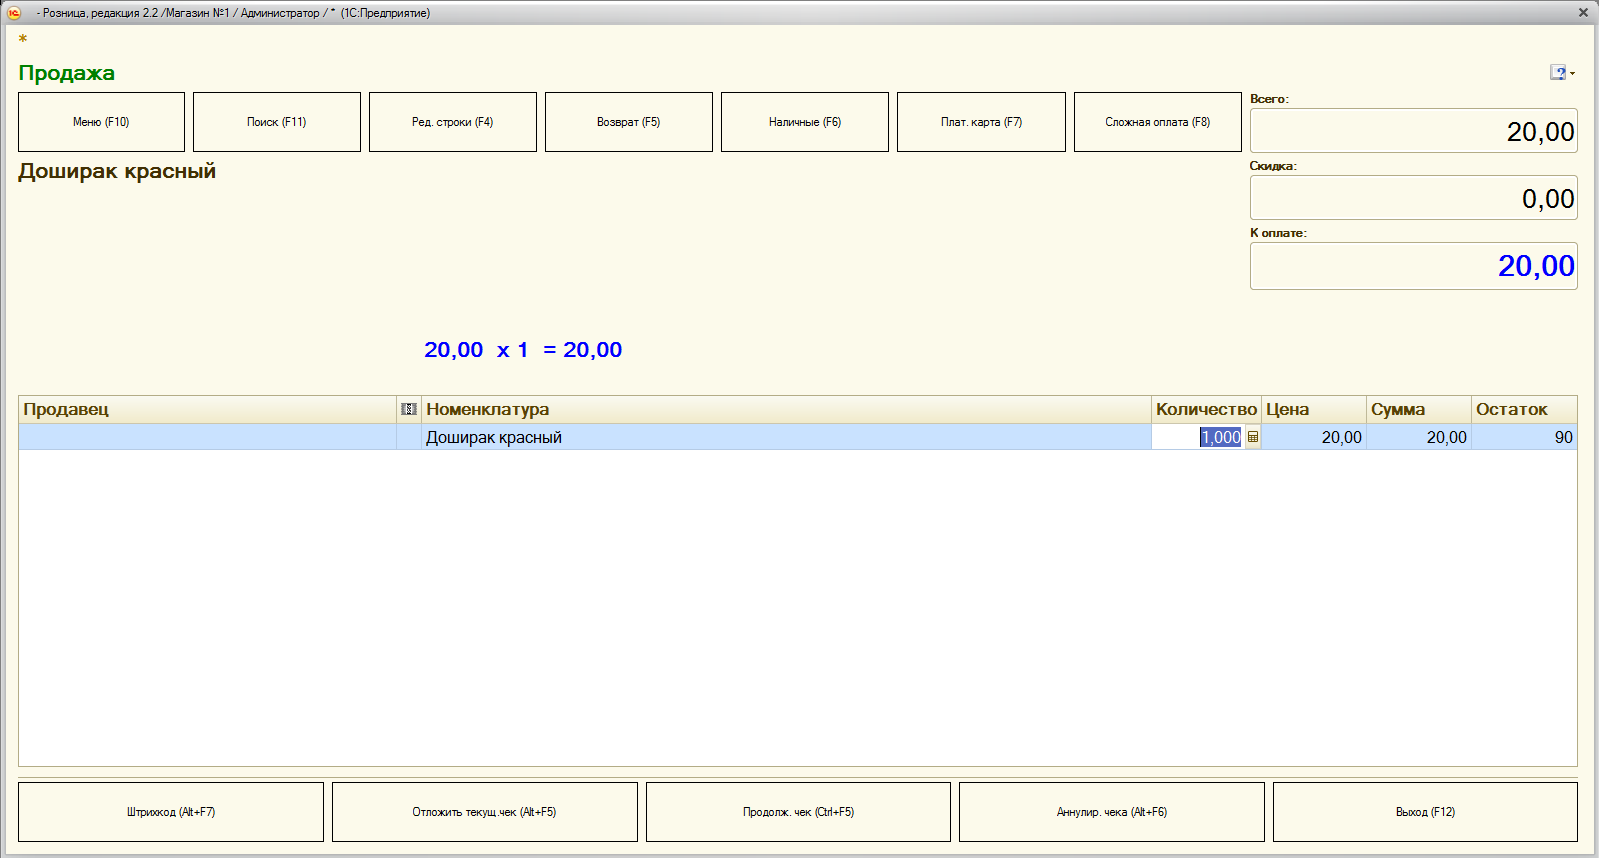 - Розница, редакция 2.2 /Магазин №1 / Администратор / * (1С:Предприятие)
*
Продажа
Меню (F10)
Поиск (F11)
Ред. строки (F4)
Возврат (F5)
Наличные (F6)
Плат. карта (F7)
Сложная оплата (F8)
Всего:
20,00
Доширак красный
Скидка:
0,00
К оплате:
20,00
20,00 x 1 = 20,00
Продавец Номенклатура Количество Цена Сумма Остаток
Доширак красный 1,000 20,00 20,00 90
Штрихкод (Alt+F7)
Отложить текущ.чек (Alt+F5)
Продолж. чек (Ctrl+F5)
Аннулир. чека (Alt+F6)
Выход (F12)